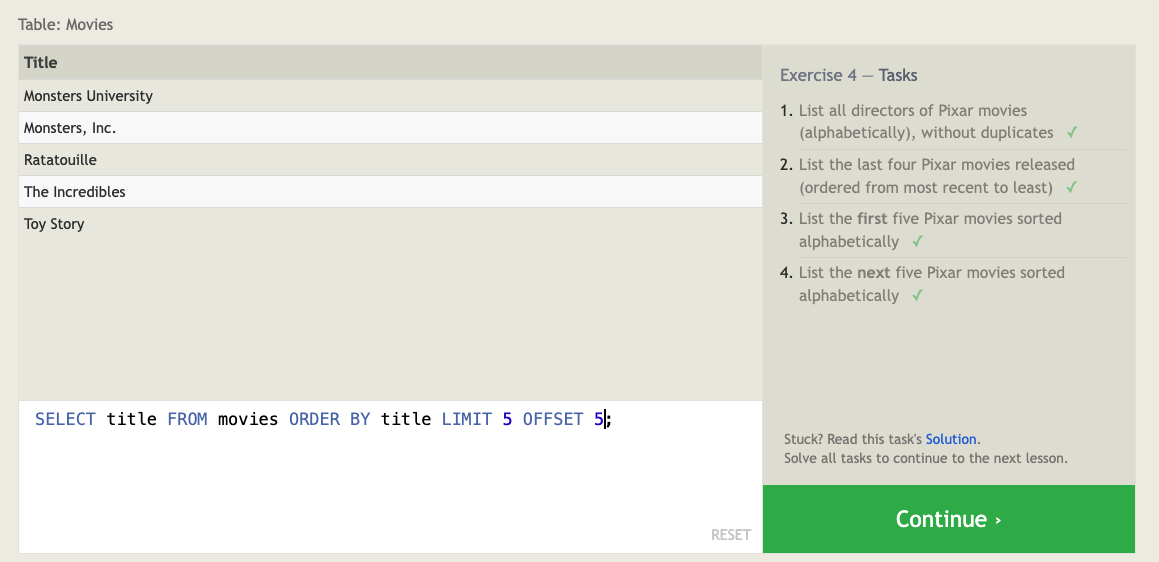 Table: Movies
Title
Monsters University
Monsters, Inc.
Ratatouille
The Incredibles
Toy Story
SELECT title FROM movies ORDER BY title LIMIT 5 OFFSET 5;
RESET
Exercise 4 — Tasks
1. List all directors of Pixar movies
(alphabetically), without duplicates ✓
2. List the last four Pixar movies released
(ordered from most recent to least) ✓
3. List the first five Pixar movies sorted
alphabetically ✓
4. List the next five Pixar movies sorted
alphabetically ✓
Stuck? Read this task's Solution.
Solve all tasks to continue to the next lesson.
Continue ›